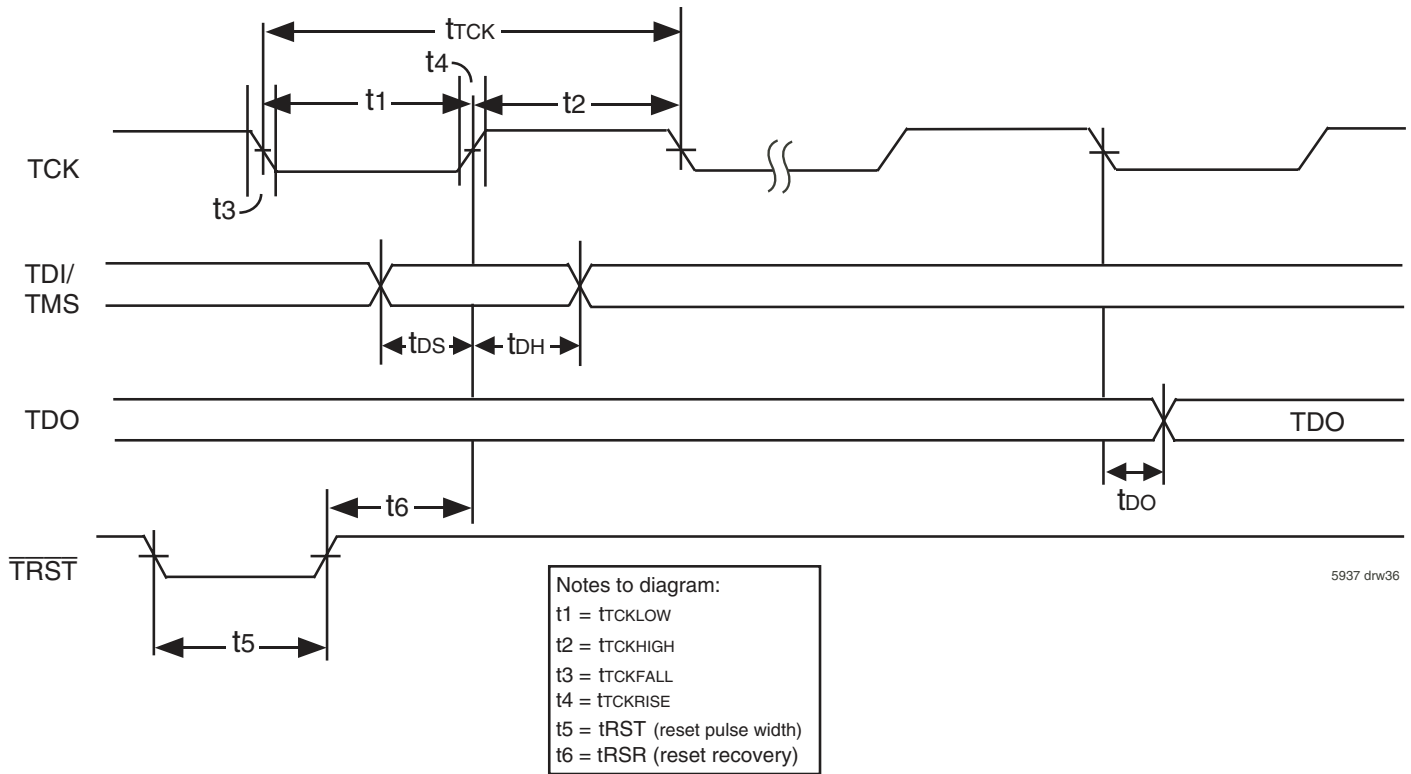 tTCK
t4
t1
t2
TCK
t3
TDI/
TMS
tDS
tDH
TDO
TDO
tDO
t6
TRST
5937 drw36
t5
Notes to diagram:
t1 = tTCKLOW
t2 = tTCKHIGH
t3 = tTCKFALL
t4 = tTCKRISE
t5 = tRST (reset pulse width)
t6 = tRSR (reset recovery)